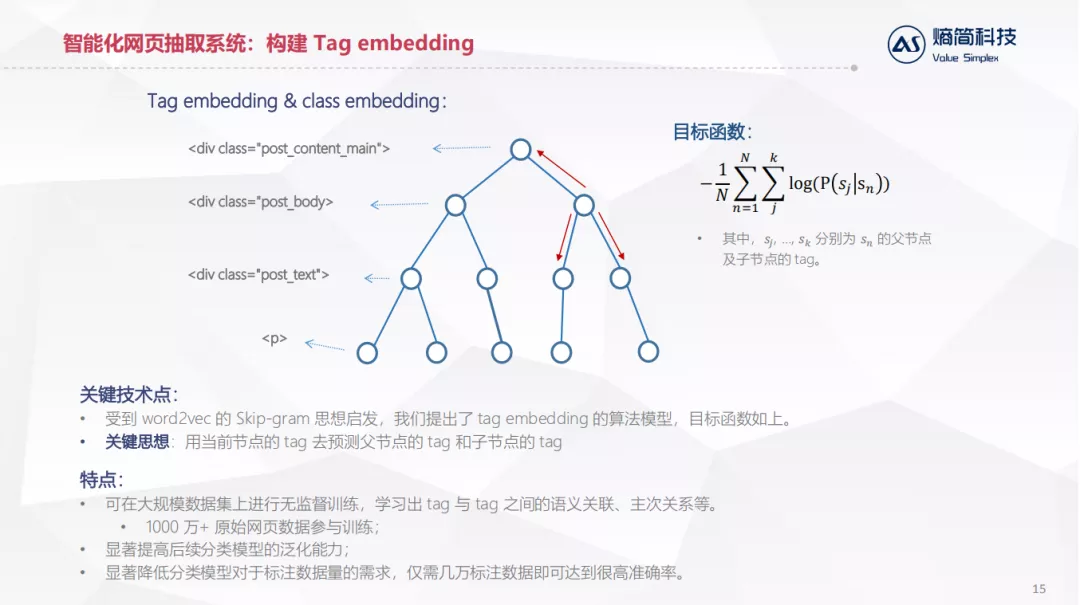 智能化网页抽取系统：构建 Tag embedding
熵简科技
Value Simplex
Tag embedding & class embedding：
<div class="post_content_main">
<div class="post_body>
<div class="post_text">
<p>
目标函数：
$-\frac{1}{N}\sum_{n=1}^{N}\sum_{j}^{k}\log(P(s_j|s_n))$
• 其中，$s_j$, ..., $s_k$ 分别为 $s_n$ 的父节点
及子节点的 tag。
关键技术点：
• 受到 word2vec 的 Skip-gram 思想启发，我们提出了 tag embedding 的算法模型，目标函数如上。
• 关键思想：用当前节点的 tag 去预测父节点的 tag 和子节点的 tag
特点：
• 可在大规模数据集上进行无监督训练，学习出 tag 与 tag 之间的语义关联、主次关系等。
• 1000 万+ 原始网页数据参与训练；
• 显著提高后续分类模型的泛化能力；
• 显著降低分类模型对于标注数据量的需求，仅需几万标注数据即可达到很高准确率。
15